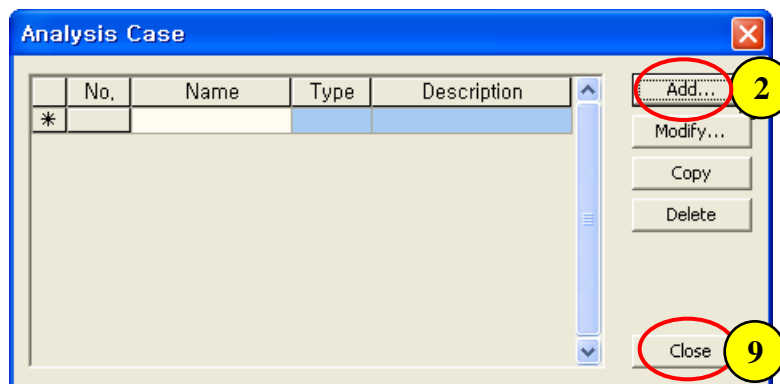 Analysis Case
No. Name Type Description
*
Add... 2
Modify...
Copy
Delete
Close 9